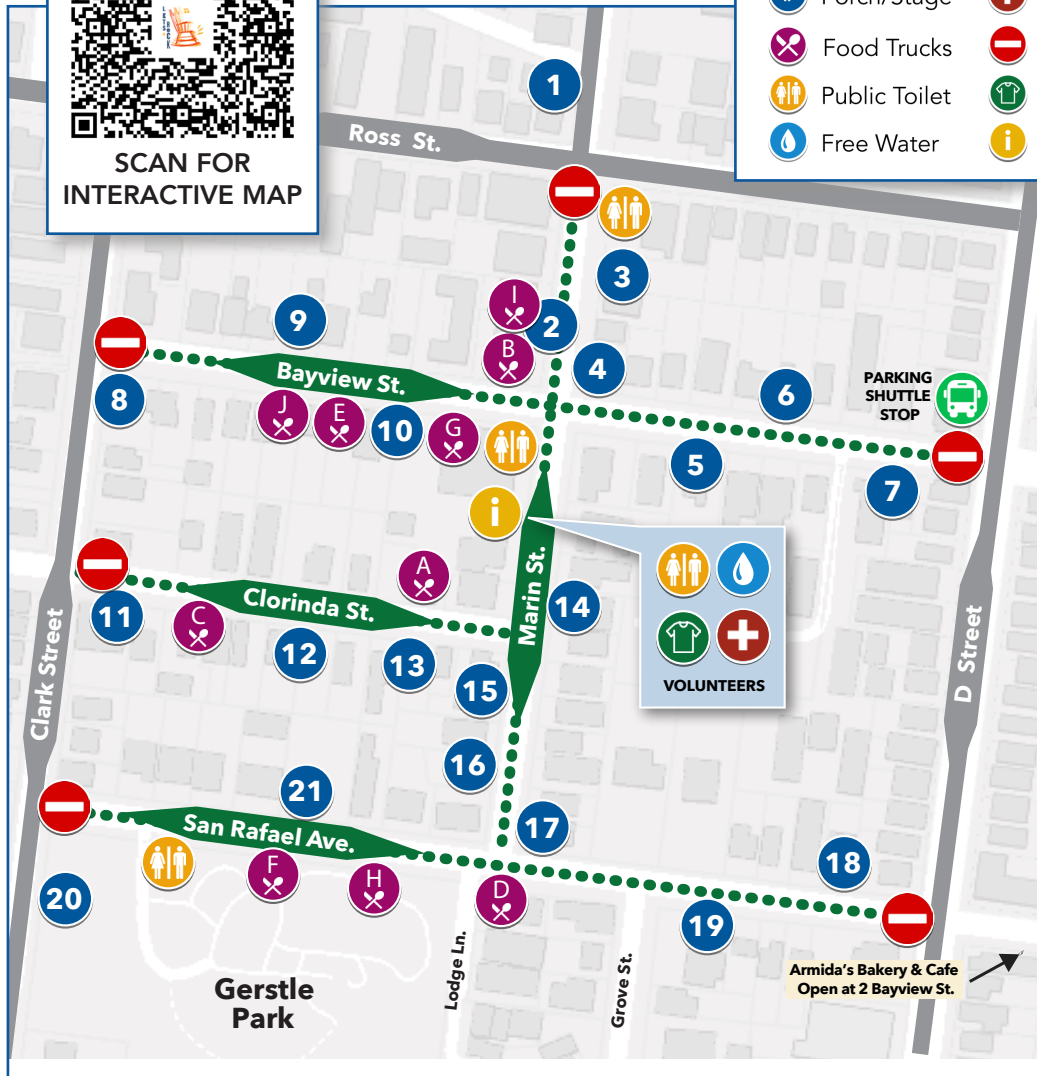 SCAN FOR
INTERACTIVE MAP
Porch/Stage
Food Trucks
Public Toilet
Free Water
i
Ross St.
1
3
I
2
B
4
9
8
Bayview St.
J
E
10
G
6
5
7
PARKING
SHUTTLE
STOP
i
A
11
C
Clorinda St.
12
13
14
15
16
Marin St.
VOLUNTEERS
Clark Street
D Street
21
San Rafael Ave.
17
18
20
F
H
D
19
Lodge Ln.
Grove St.
Gerstle
Park
Armida's Bakery & Cafe
Open at 2 Bayview St.